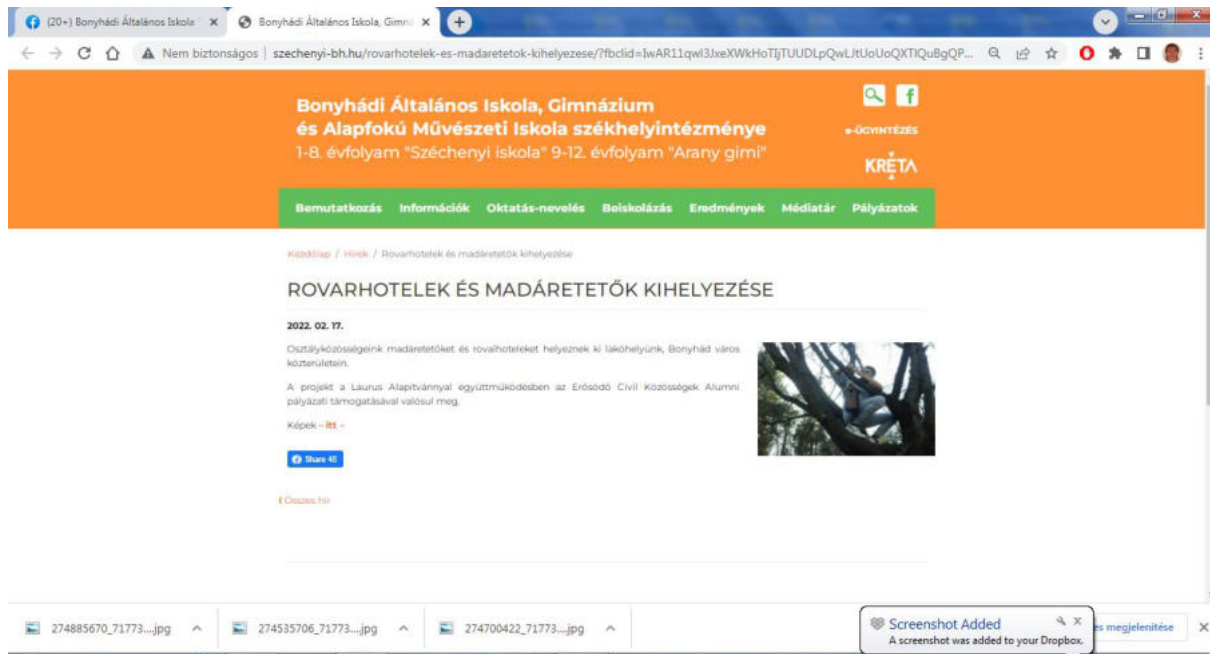 (20+) Bonyhádi Általános Iskola
Bonyhádi Általános Iskola, Gimná
Nem biztonságos | szechenyi-bh.hu/rovarhotelek-es-madaretetok-kihelyezese/?fbclid=IwAR11qwl3JxeXWkHoTIjTUUDLpQwLJtUoUoQXTIQuBgQP...
Bonyhádi Általános Iskola, Gimnázium
és Alapfokú Művészeti Iskola székhelyintézménye
1-8. évfolyam "Széchenyi iskola" 9-12. évfolyam "Arany gimi"
e-ÜGYINTÉZÉS
KRÉTA
Bemutatkozás Információk Oktatás-nevelés Beiskolázás Eredmények Médiatár Pályázatok
Kezdőlap / Hírek / Rovarhotelek és madáretetők kihelyezése
ROVARHOTELEK ÉS MADÁRETETŐK KIHELYEZÉSE
2022. 02. 17.
Osztályközösségeink madáretetőket és rovalhoteleket helyeznek ki lakóhelyünk, Bonyhád város
közterületein.
A projekt a Laurus Alapítvánnyal együttműködésben az Erősödő Civil Közösségek Alumni
pályázati támogatásával valósul meg.
Képek – itt –
Share 48
Összes hír
274885670_71773....jpg
274535706_71773....jpg
274700422_71773....jpg
Screenshot Added
A screenshot was added to your Dropbox.
es megjelenítése